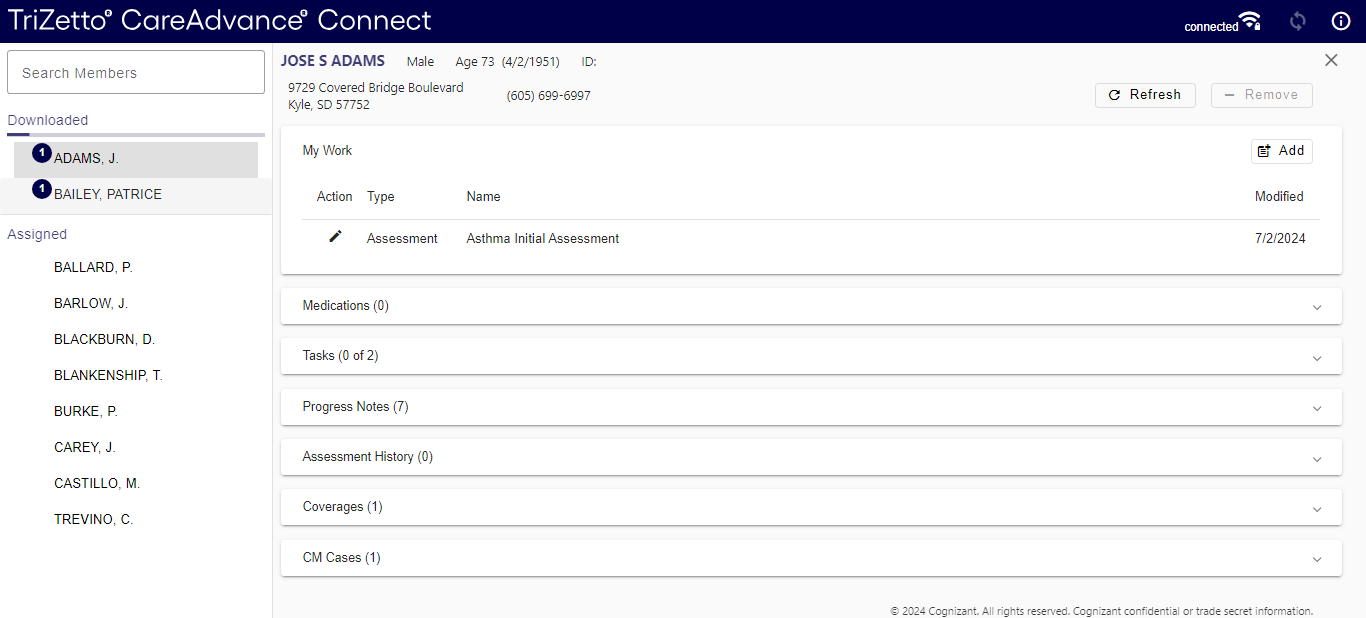 TriZetto® CareAdvance® Connect
connected
Search Members
Downloaded
1 ADAMS, J.
1 BAILEY, PATRICE
Assigned
BALLARD, P.
BARLOW, J.
BLACKBURN, D.
BLANKENSHIP, T.
BURKE, P.
CAREY, J.
CASTILLO, M.
TREVINO, C.
JOSE S ADAMS Male Age 73 (4/2/1951) ID:
9729 Covered Bridge Boulevard
Kyle, SD 57752
(605) 699-6997
Refresh
Remove
My Work
Add
Action Type Name Modified
Assessment Asthma Initial Assessment 7/2/2024
Medications (0)
Tasks (0 of 2)
Progress Notes (7)
Assessment History (0)
Coverages (1)
CM Cases (1)
© 2024 Cognizant. All rights reserved. Cognizant confidential or trade secret information.